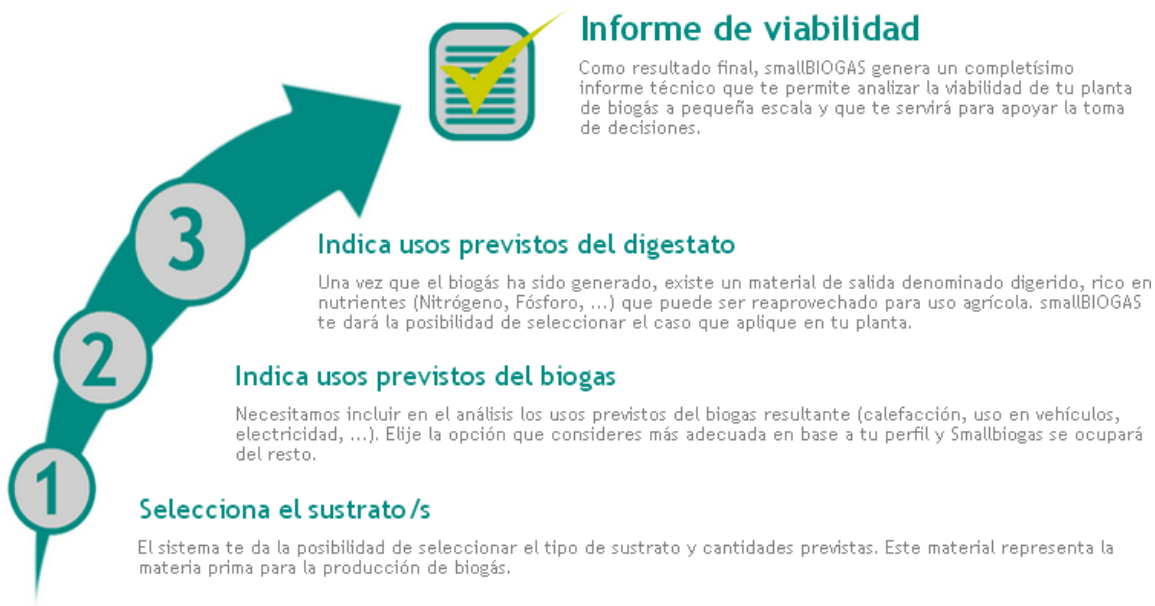 Informe de viabilidad
Como resultado final, smallBIOGAS genera un completísimo
informe técnico que te permite analizar la viabilidad de tu planta
de biogás a pequeña escala y que te servirá para apoyar la toma
de decisiones.
3
Indica usos previstos del digestato
Una vez que el biogás ha sido generado, existe un material de salida denominado digerido, rico en
nutrientes (Nitrógeno, Fósforo, ...) que puede ser reaprovechado para uso agrícola. smallBIOGAS
te dará la posibilidad de seleccionar el caso que aplique en tu planta.
2
Indica usos previstos del biogas
Necesitamos incluir en el análisis los usos previstos del biogas resultante (calefacción, uso en vehículos,
electricidad, ...). Elije la opción que consideres más adecuada en base a tu perfil y Smallbiogas se ocupará
del resto.
1
Selecciona el sustrato/s
El sistema te da la posibilidad de seleccionar el tipo de sustrato y cantidades previstas. Este material representa la
materia prima para la producción de biogás.